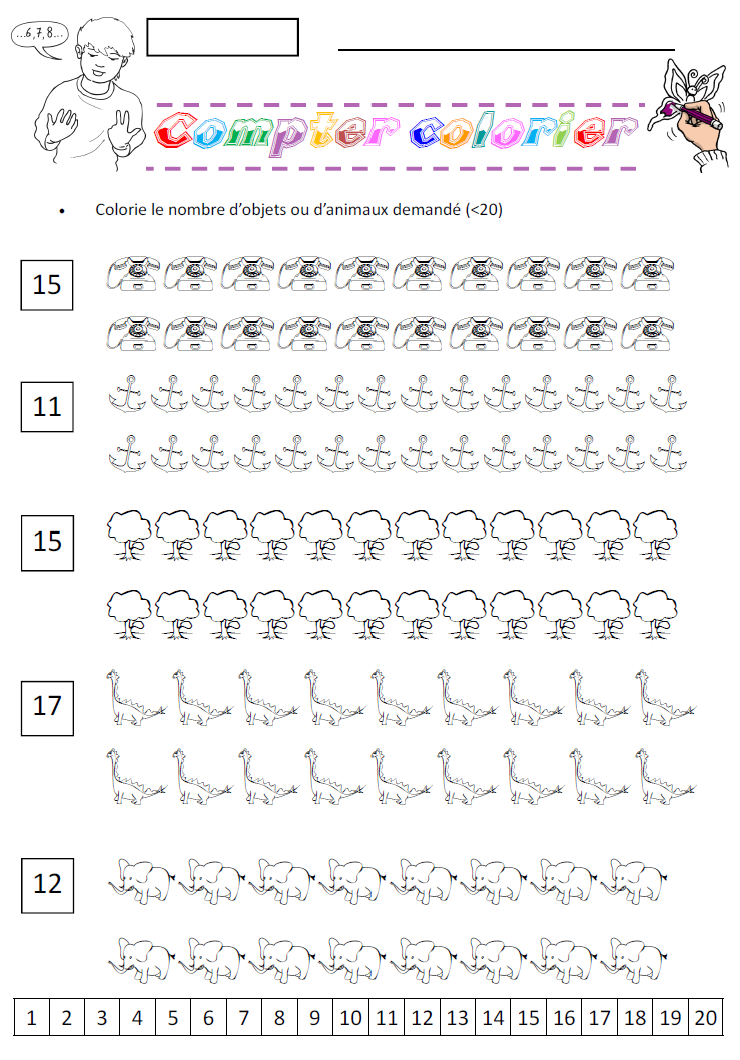 ...6,7,8...
Compter colorier
• Colorie le nombre d'objets ou d'animaux demandé (<20)
15
11
15
17
12
1 2 3 4 5 6 7 8 9 10 11 12 13 14 15 16 17 18 19 20